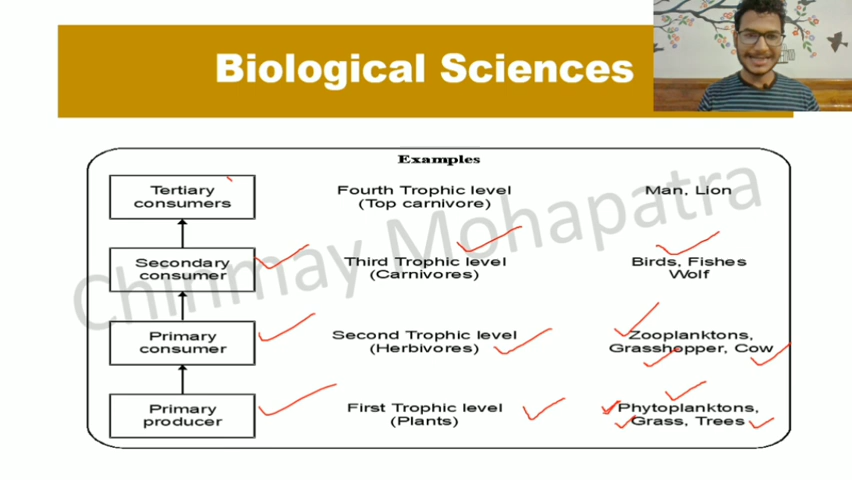 Biological Sciences
Examples
Tertiary
consumers
Fourth Trophic level
(Top carnivore)
Man, Lion
Secondary
consumer
Third Trophic level
(Carnivores)
Birds, Fishes
Wolf
Primary
consumer
Second Trophic level
(Herbivores)
Zooplanktons,
Grasshopper, Cow
Primary
producer
First Trophic level
(Plants)
Phytoplanktons,
Grass, Trees
Chinmay Mohapatra